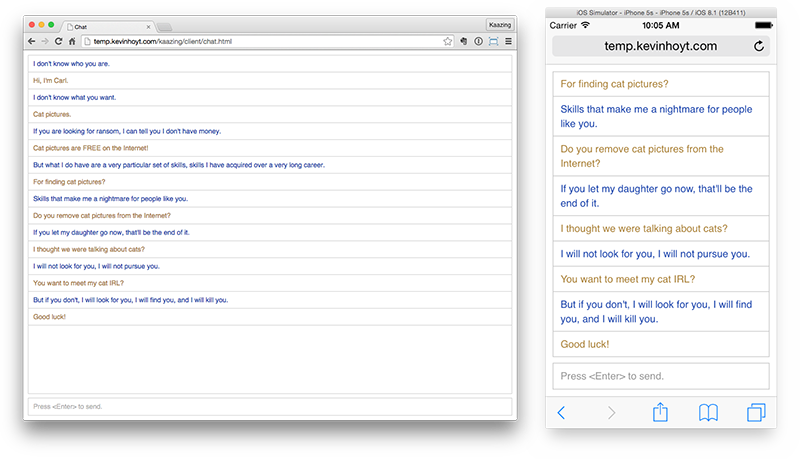 Chat
Kaazing
temp.kevinhoyt.com/kaazing/client/chat.html
I don't know who you are.
Hi, I'm Carl.
I don't know what you want.
Cat pictures.
If you are looking for ransom, I can tell you I don't have money.
Cat pictures are FREE on the Internet!
But what I do have are a very particular set of skills, skills I have acquired over a very long career.
For finding cat pictures?
Skills that make me a nightmare for people like you.
Do you remove cat pictures from the Internet?
If you let my daughter go now, that'll be the end of it.
I thought we were talking about cats?
I will not look for you, I will not pursue you.
You want to meet my cat IRL?
But if you don't, I will look for you, I will find you, and I will kill you.
Good luck!
Press <Enter> to send.
iOS Simulator - iPhone 5s - iPhone 5s / iOS 8.1 (12B411)
Carrier 10:05 AM
temp.kevinhoyt.com
For finding cat pictures?
Skills that make me a nightmare for people
like you.
Do you remove cat pictures from the
Internet?
If you let my daughter go now, that'll be the
end of it.
I thought we were talking about cats?
I will not look for you, I will not pursue you.
You want to meet my cat IRL?
But if you don't, I will look for you, I will find
you, and I will kill you.
Good luck!
Press <Enter> to send.